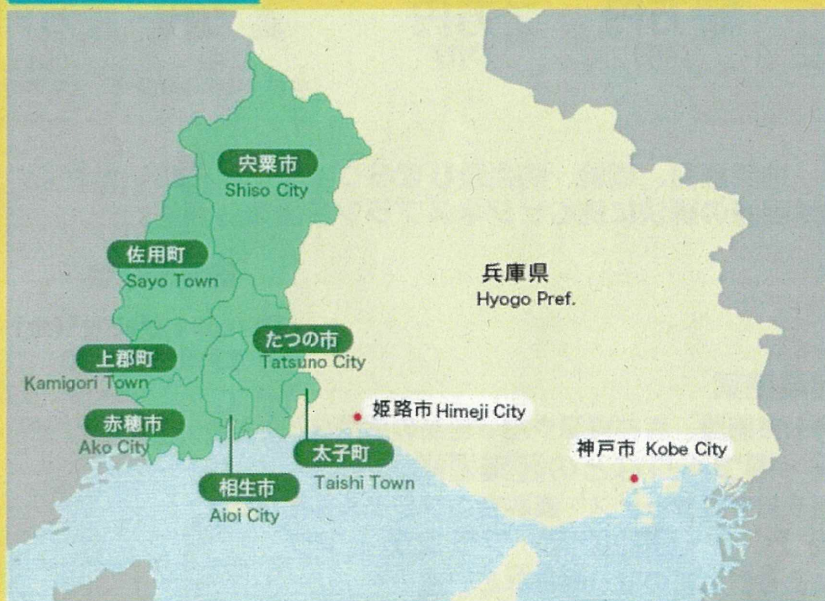 宍粟市
Shiso City
佐用町
Sayo Town
兵庫県
Hyogo Pref.
たつの市
Tatsuno City
上郡町
Kamigori Town
姫路市 Himeji City
赤穂市
Ako City
太子町
Taishi Town
神戸市 Kobe City
相生市
Aioi City